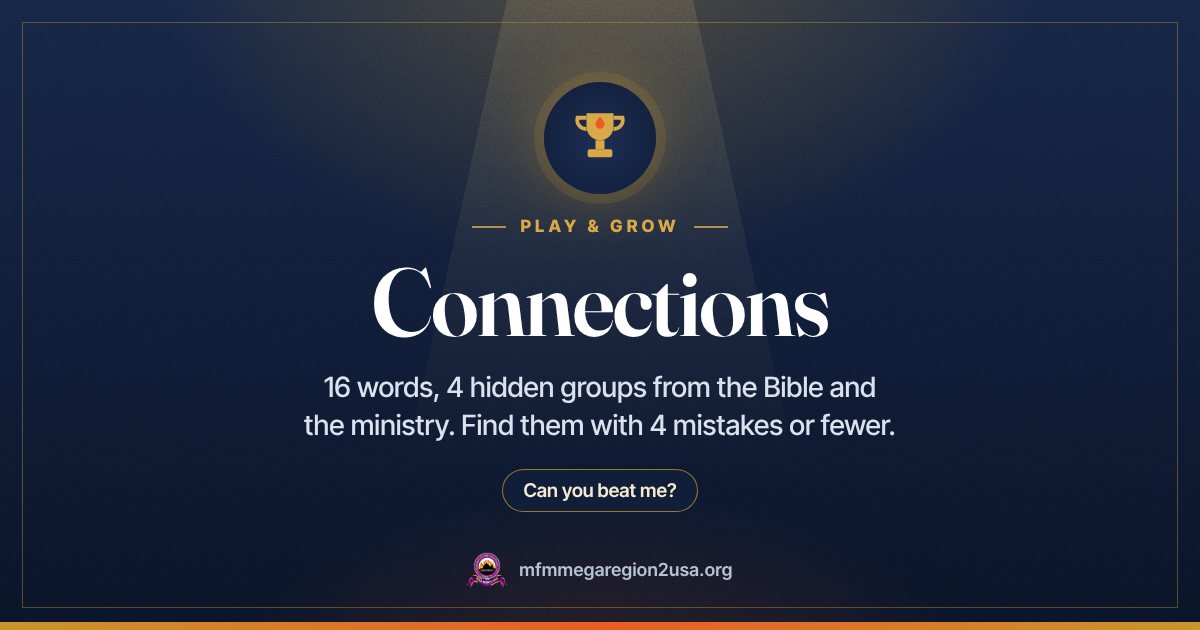 PLAY & GROW
Connections
16 words, 4 hidden groups from the Bible and
the ministry. Find them with 4 mistakes or fewer.
Can you beat me?
mfmmegaregion2usa.org